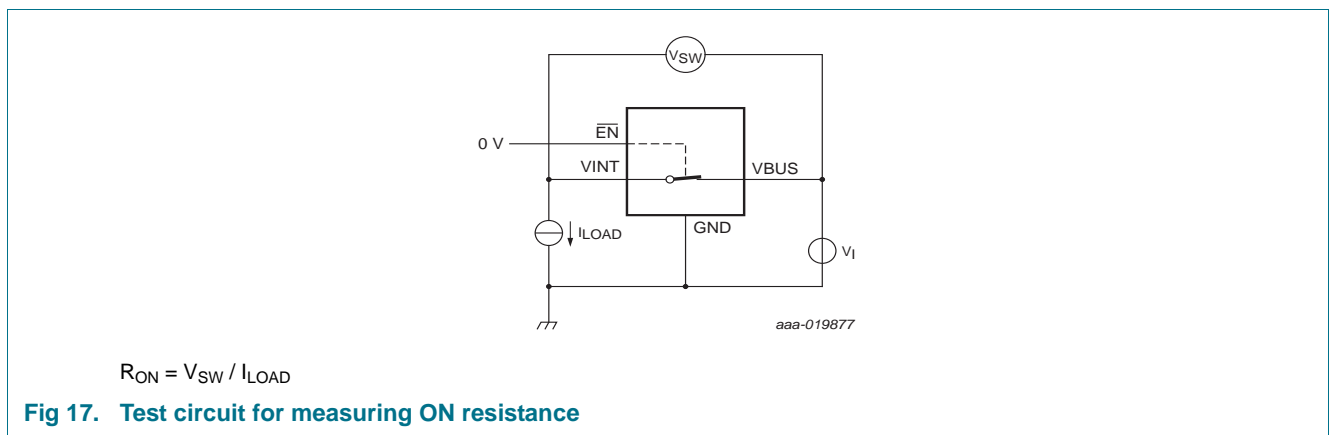 VSW
EN
0 V
VINT
VBUS
ILOAD
GND
VI
aaa-019877
RON = VSW / ILOAD
Fig 17. Test circuit for measuring ON resistance